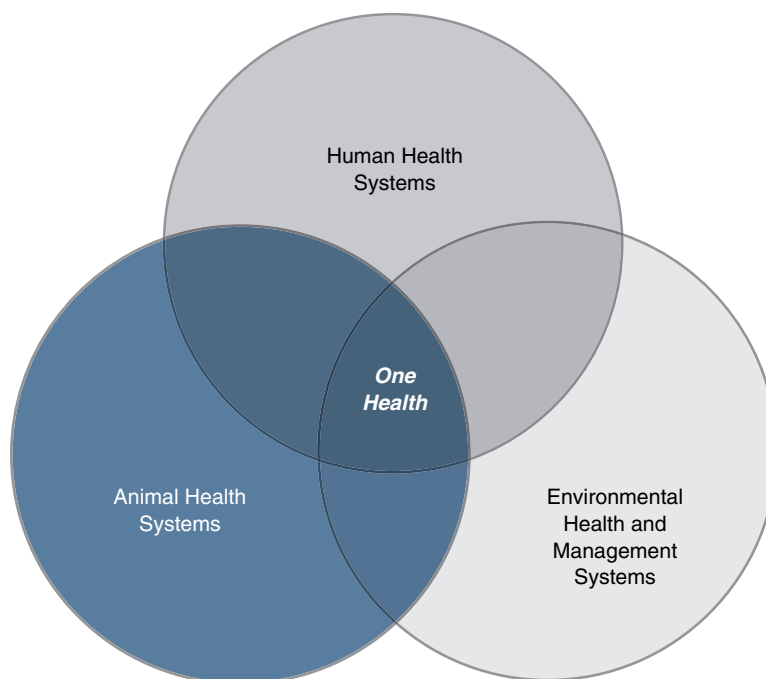 Human Health
Systems
One
Health
Animal Health
Systems
Environmental
Health and
Management
Systems